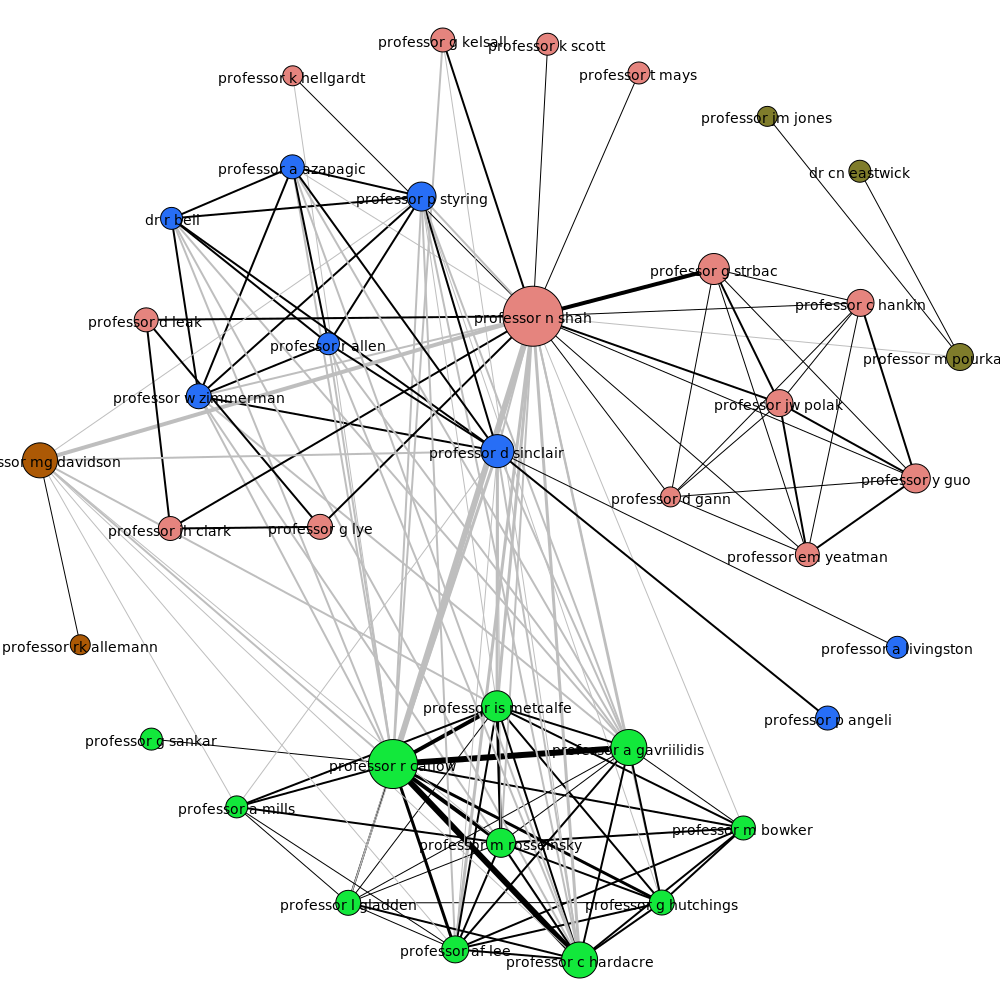 professor g kelsall
professor k scott
professor t mays
professor k hellgardt
professor jm jones
professor a azapagic
dr cn eastwick
professor p styring
dr r bell
professor g strbac
professor c hankin
professor d leak
professor n shah
professor r allen
professor m pourka
professor w zimmerman
professor jw polak
professor d sinclair
ssor mg davidson
professor y guo
professor d gann
professor jh clark
professor g lye
professor em yeatman
professor rk allemann
professor a livingston
professor is metcalfe
professor p angeli
professor g sankar
professor a gavriilidis
professor r catlow
professor a mills
professor m bowker
professor m rosseinsky
professor l gladden
professor g hutchings
professor af lee
professor c hardacre